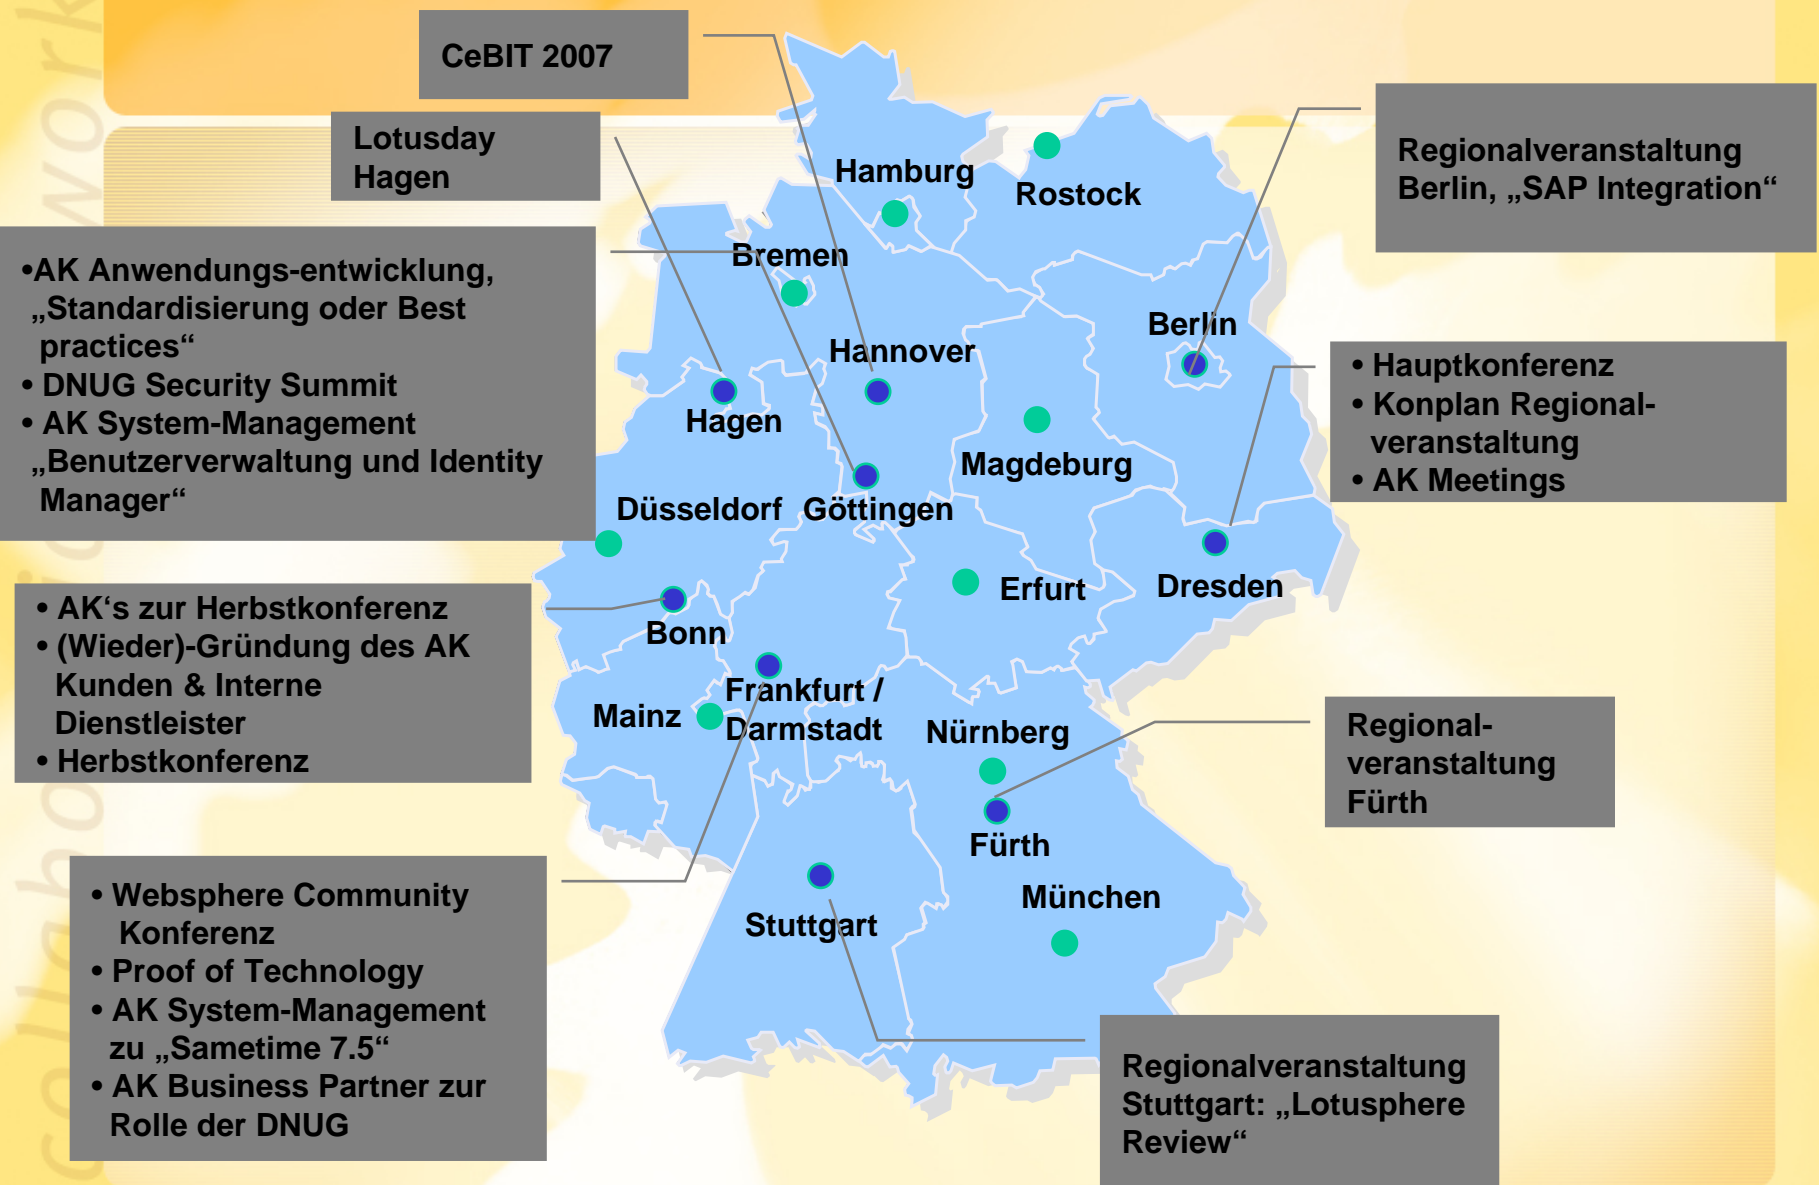 collaboration
work
CeBIT 2007
Lotusday
Hagen
Regionalveranstaltung
Berlin, „SAP Integration“
•AK Anwendungs-entwicklung,
„Standardisierung oder Best
practices“
• DNUG Security Summit
• AK System-Management
„Benutzerverwaltung und Identity
Manager“
• Hauptkonferenz
• Konplan Regional-
veranstaltung
• AK Meetings
• AK‘s zur Herbstkonferenz
• (Wieder)-Gründung des AK
Kunden & Interne
Dienstleister
• Herbstkonferenz
Regional-
veranstaltung
Fürth
• Websphere Community
Konferenz
• Proof of Technology
• AK System-Management
zu „Sametime 7.5“
• AK Business Partner zur
Rolle der DNUG
Regionalveranstaltung
Stuttgart: „Lotusphere
Review“
Hamburg
Rostock
Bremen
Berlin
Hannover
Hagen
Magdeburg
Düsseldorf
Göttingen
Erfurt
Dresden
Bonn
Frankfurt /
Darmstadt
Mainz
Nürnberg
Fürth
München
Stuttgart